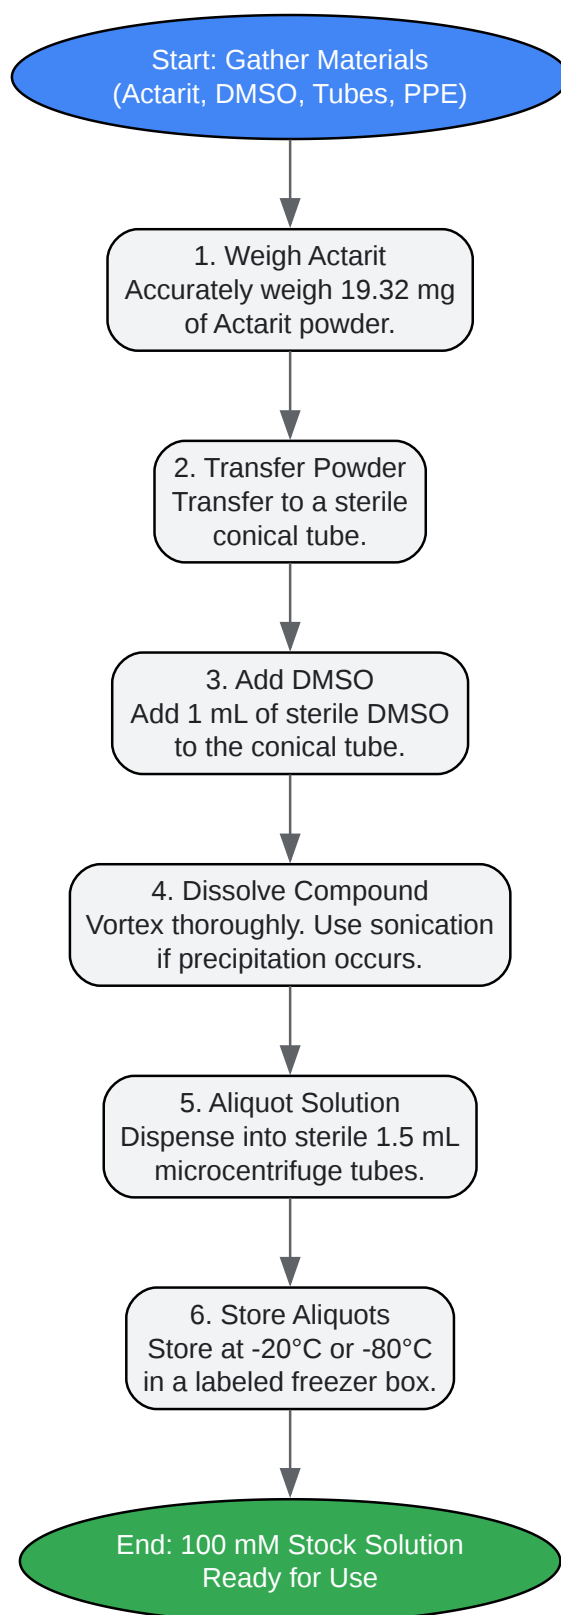 Start: Gather Materials
(Actarit, DMSO, Tubes, PPE)
1. Weigh Actarit
Accurately weigh 19.32 mg
of Actarit powder.
2. Transfer Powder
Transfer to a sterile
conical tube.
3. Add DMSO
Add 1 mL of sterile DMSO
to the conical tube.
4. Dissolve Compound
Vortex thoroughly. Use sonication
if precipitation occurs.
5. Aliquot Solution
Dispense into sterile 1.5 mL
microcentrifuge tubes.
6. Store Aliquots
Store at -20°C or -80°C
in a labeled freezer box.
End: 100 mM Stock Solution
Ready for Use